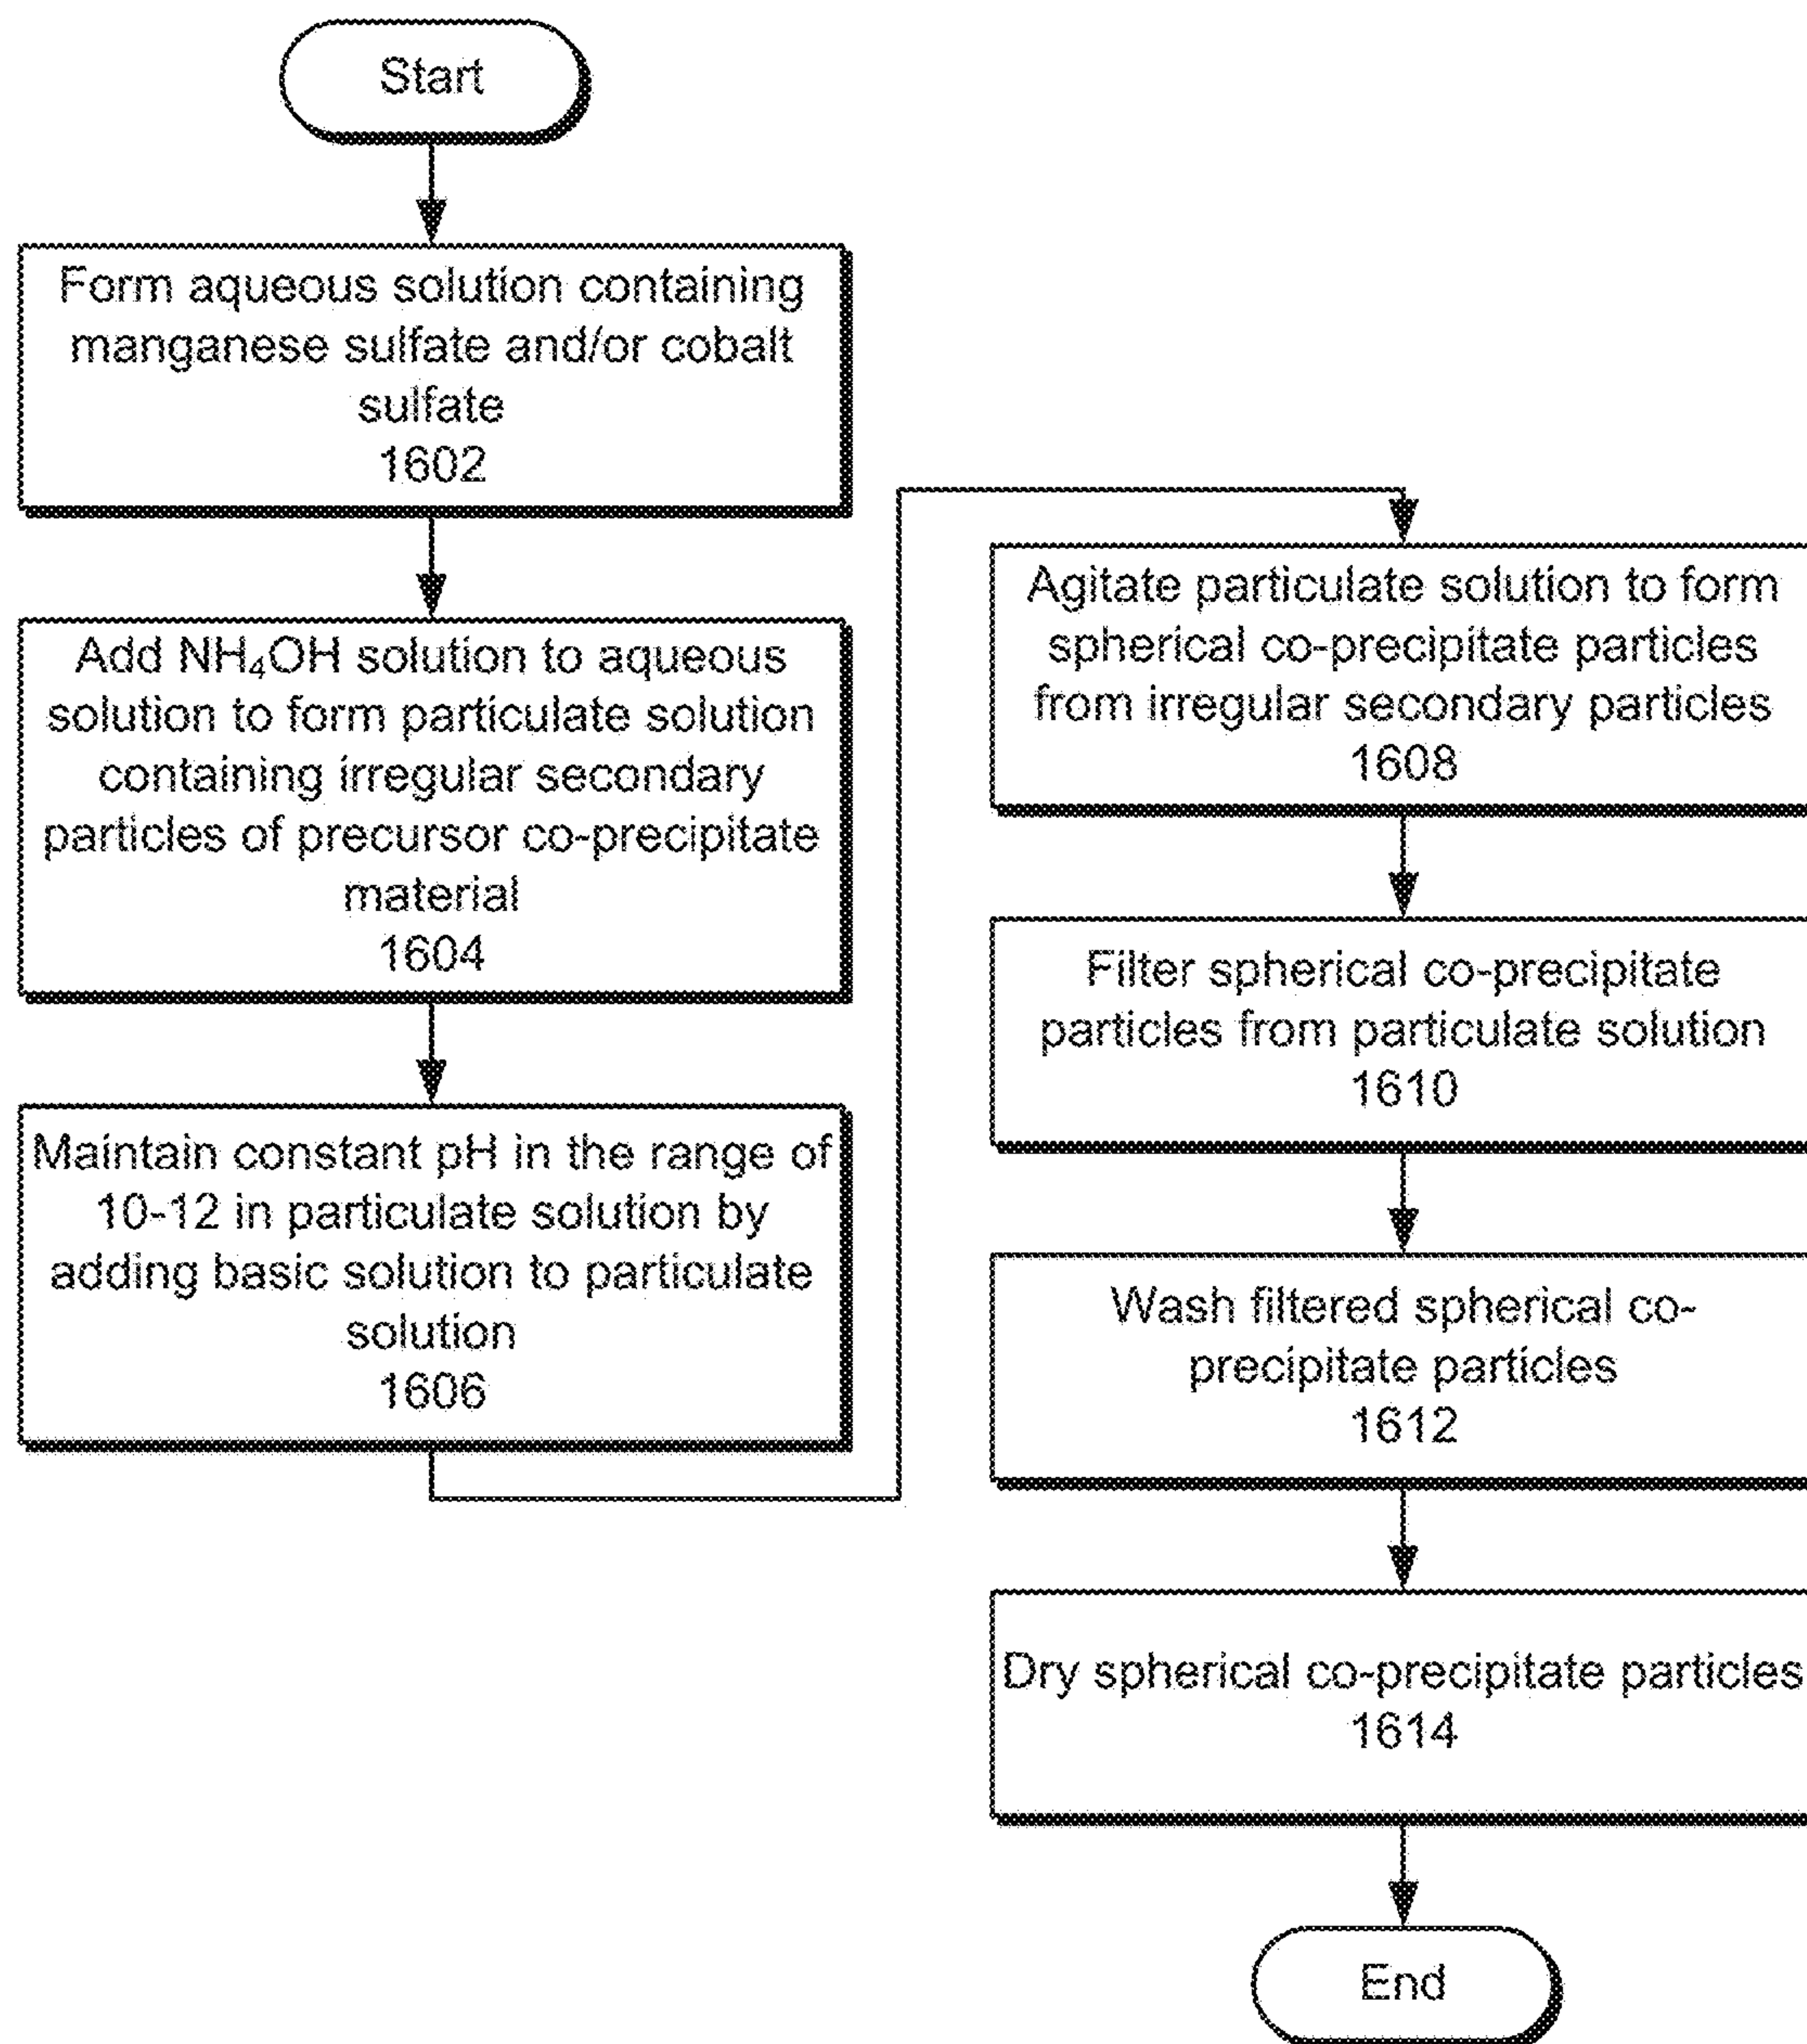 Start
Form aqueous solution containing
manganese sulfate and/or cobalt
sulfate
1602
Add NH₄OH solution to aqueous
solution to form particulate solution
containing irregular secondary
particles of precursor co-precipitate
material
1604
Maintain constant pH in the range of
10-12 in particulate solution by
adding basic solution to particulate
solution
1606
Agitate particulate solution to form
spherical co-precipitate particles
from irregular secondary particles
1608
Filter spherical co-precipitate
particles from particulate solution
1610
Wash filtered spherical co-
precipitate particles
1612
Dry spherical co-precipitate particles
1614
End